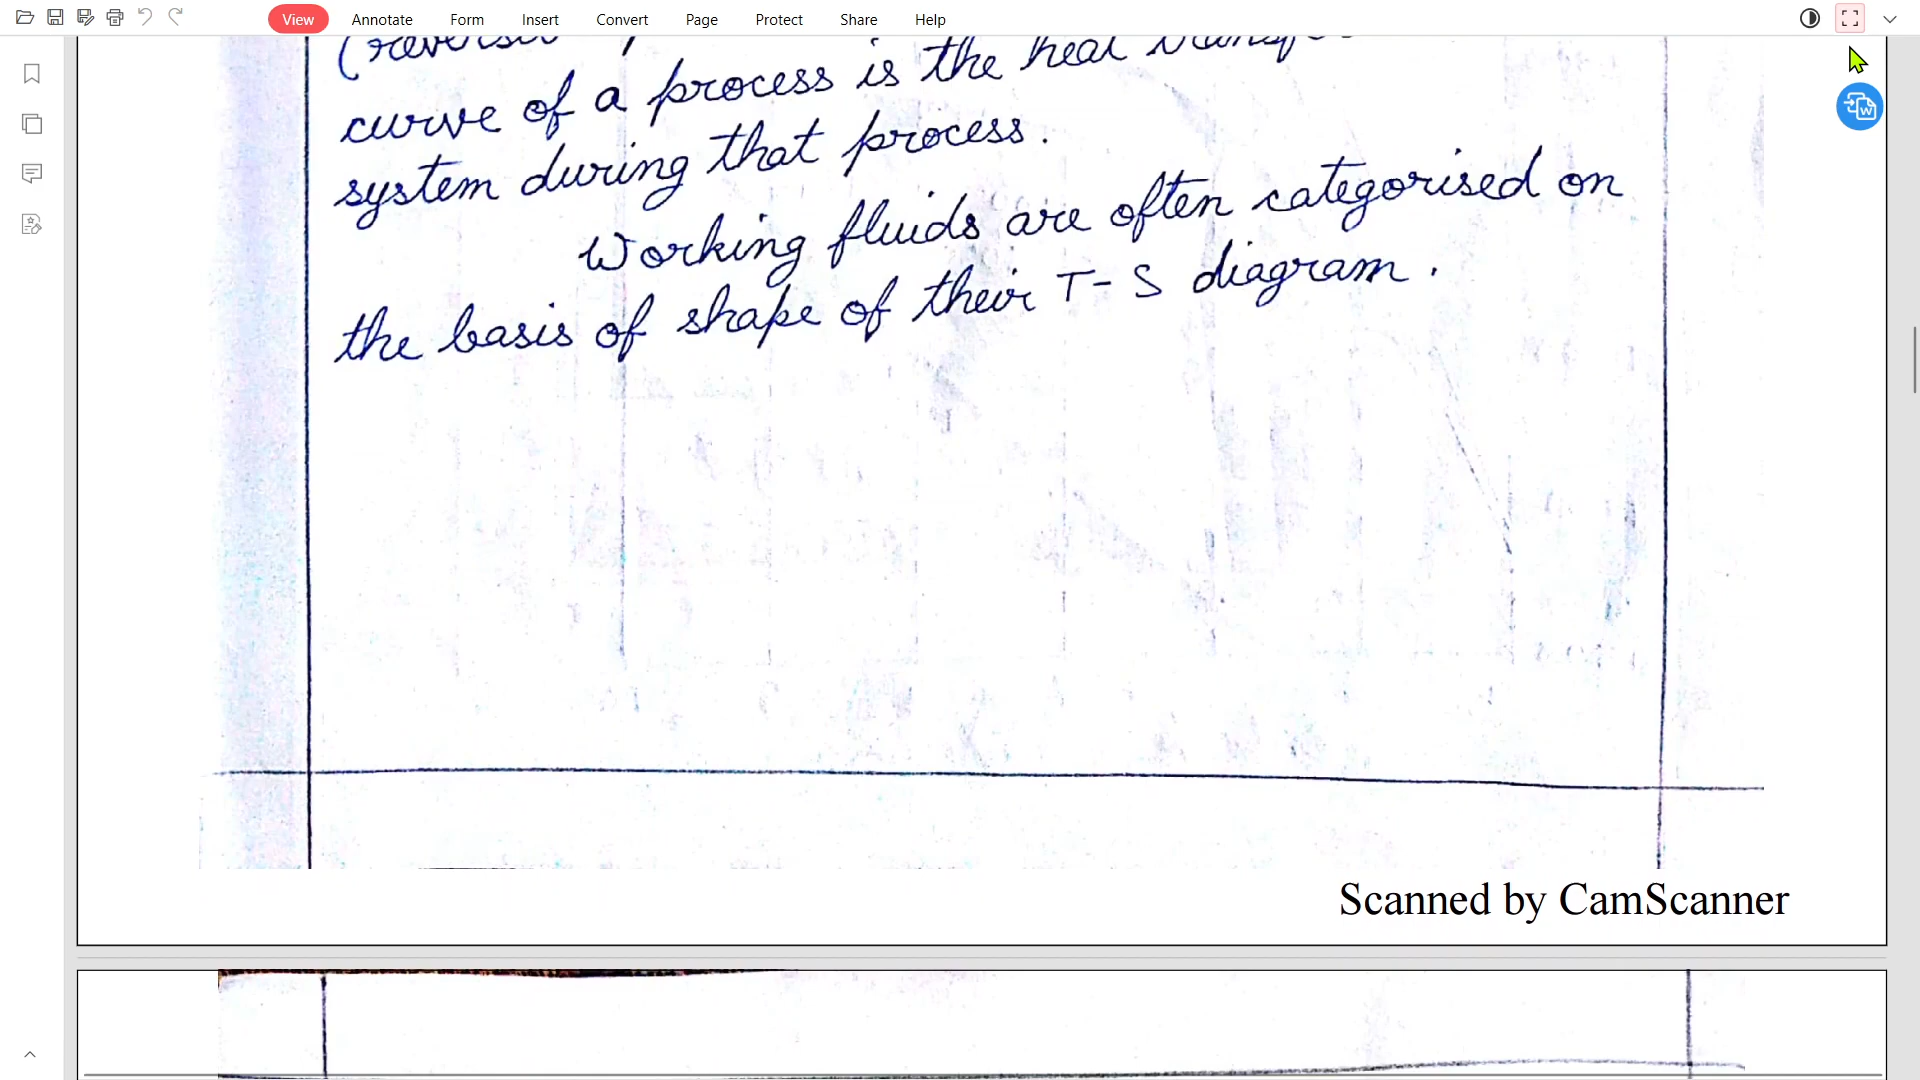 View Annotate Form Insert Convert Page Protect Share Help
curve of a process is the heat
system during that process.
Working fluids are often categorised on
the basis of shape of their T-S diagram.
Scanned by CamScanner